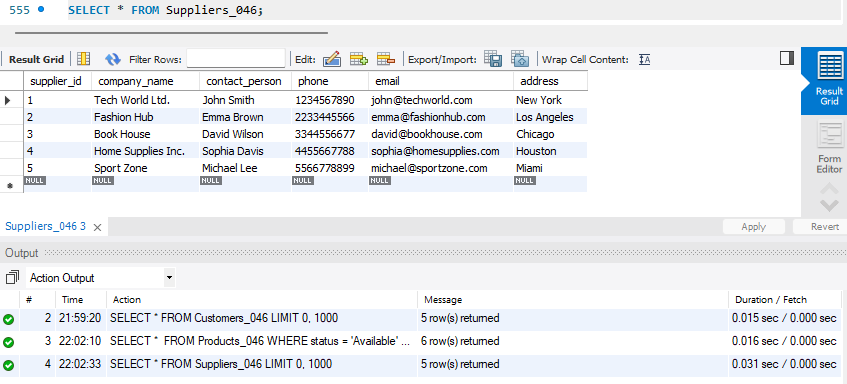 555 SELECT * FROM Suppliers_046;
Result Grid Filter Rows: Edit: Export/Import: Wrap Cell Content:
supplier_id company_name contact_person phone email address
1 Tech World Ltd. John Smith 1234567890 john@techworld.com New York
2 Fashion Hub Emma Brown 2233445566 emma@fashionhub.com Los Angeles
3 Book House David Wilson 3344556677 david@bookhouse.com Chicago
4 Home Supplies Inc. Sophia Davis 4455667788 sophia@homesupplies.com Houston
5 Sport Zone Michael Lee 5566778899 michael@sportzone.com Miami
NULL NULL NULL NULL NULL NULL
Result
Grid
Form
Editor
Suppliers_046 3 Apply Revert
Output
Action Output
# Time Action Message Duration / Fetch
2 21:59:20 SELECT * FROM Customers_046 LIMIT 0, 1000 5 row(s) returned 0.015 sec / 0.000 sec
3 22:02:10 SELECT *  FROM Products_046 WHERE status = 'Available' ... 6 row(s) returned 0.016 sec / 0.000 sec
4 22:02:33 SELECT * FROM Suppliers_046 LIMIT 0, 1000 5 row(s) returned 0.031 sec / 0.000 sec